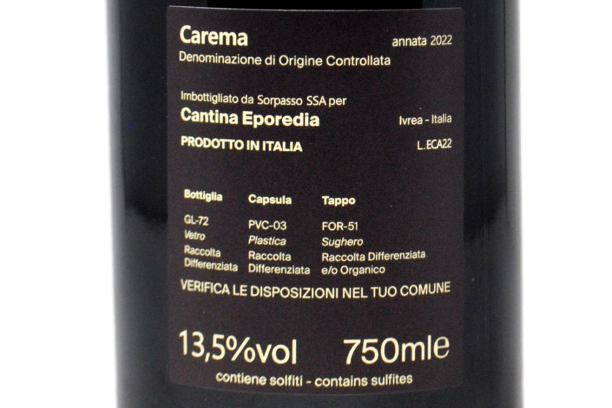 Carema annata 2022
Denominazione di Origine Controllata
Imbottigliato da Sorpasso SSA per
Cantina Eporedia Ivrea - Italia
PRODOTTO IN ITALIA L.ECA22
Bottiglia Capsula Tappo
GL-72 PVC-03 FOR-51
Vetro Plastica Sughero
Raccolta Raccolta Raccolta Differenziata
Differenziata Differenziata e/o Organico
VERIFICA LE DISPOSIZIONI NEL TUO COMUNE
13,5%vol 750ml℮
contiene solfiti - contains sulfites